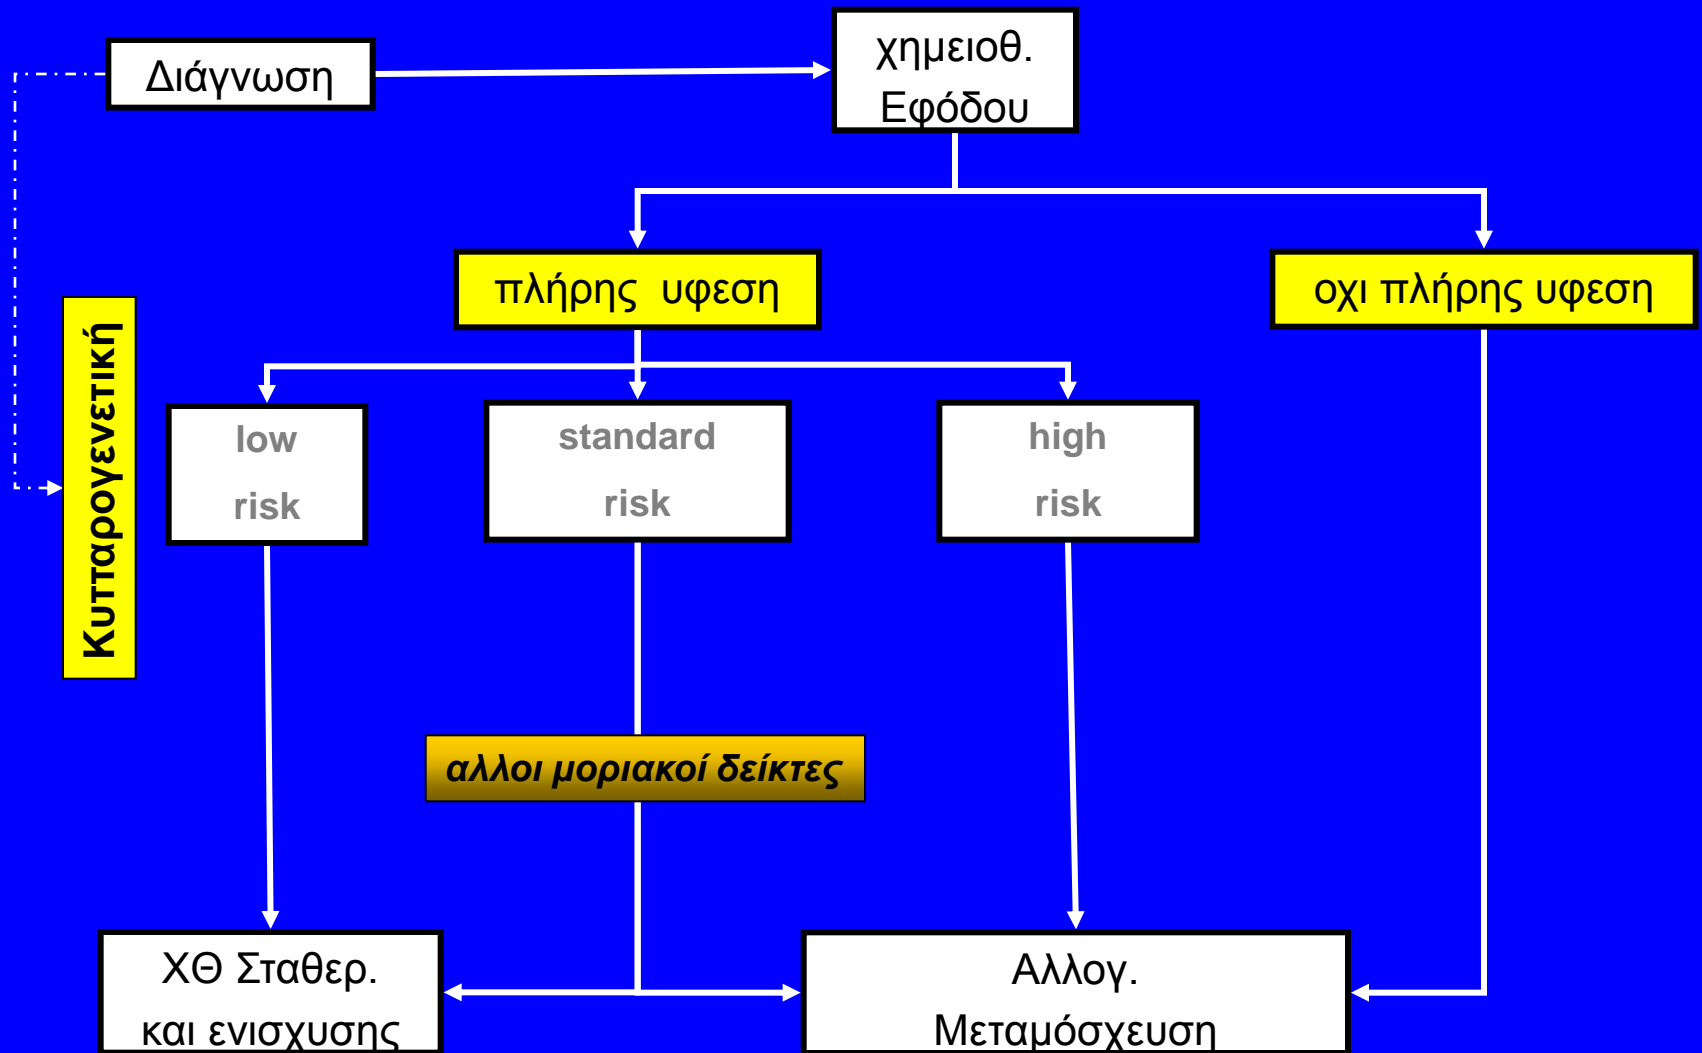 Διάγνωση
χημειοθ.
Εφόδου
πλήρης υφεση
οχι πλήρης υφεση
Κυτταρογενετική
low
risk
standard
risk
high
risk
αλλοι μοριακοί δείκτες
ΧΘ Σταθερ.
και ενισχυσης
Αλλογ.
Μεταμόσχευση